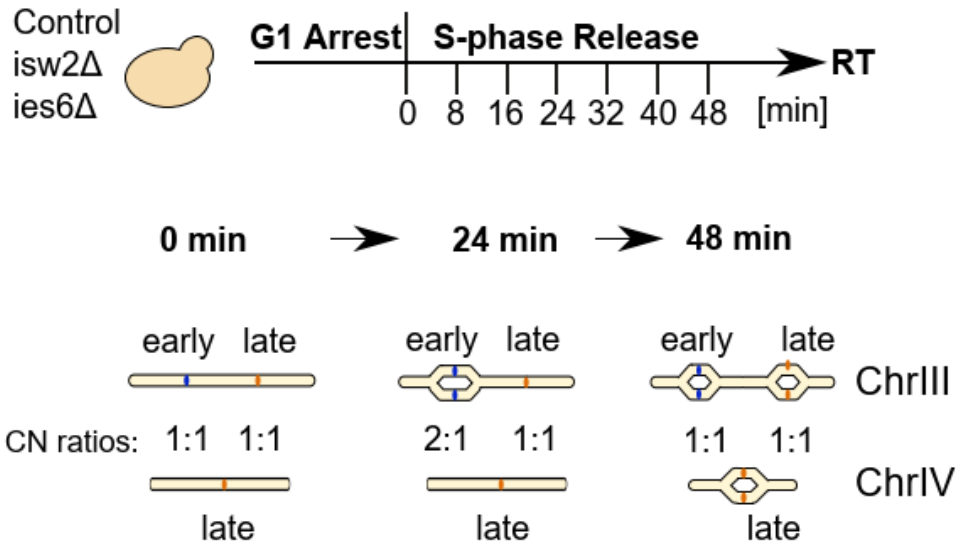 Control
isw2Δ
ies6Δ
G1 Arrest S-phase Release
RT
0 8 16 24 32 40 48 [min]
0 min 24 min 48 min
early late early late early late
ChrIII
CN ratios: 1:1 1:1 2:1 1:1 1:1 1:1
ChrIV
late late late